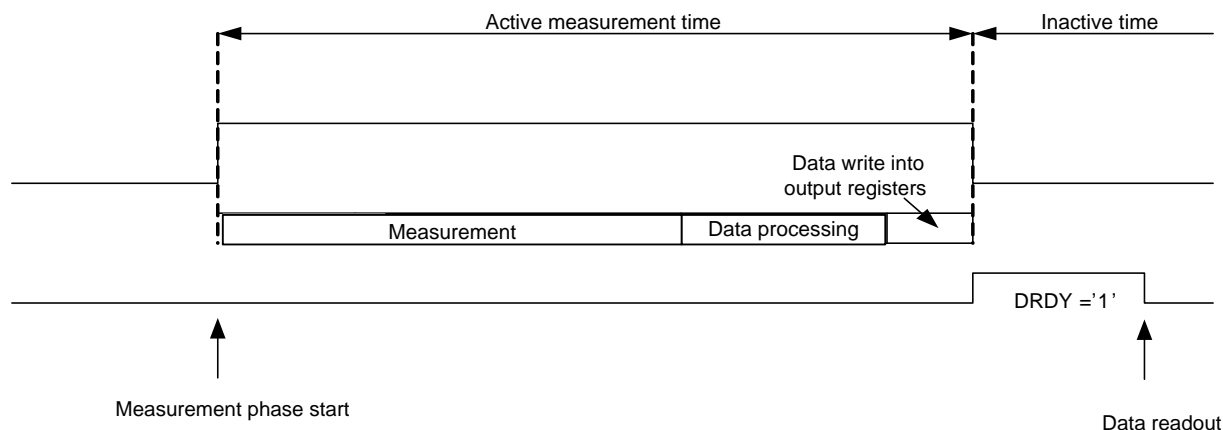 Active measurement time
Inactive time
Data write into
output registers
Measurement
Data processing
DRDY ='1'
Measurement phase start
Data readout